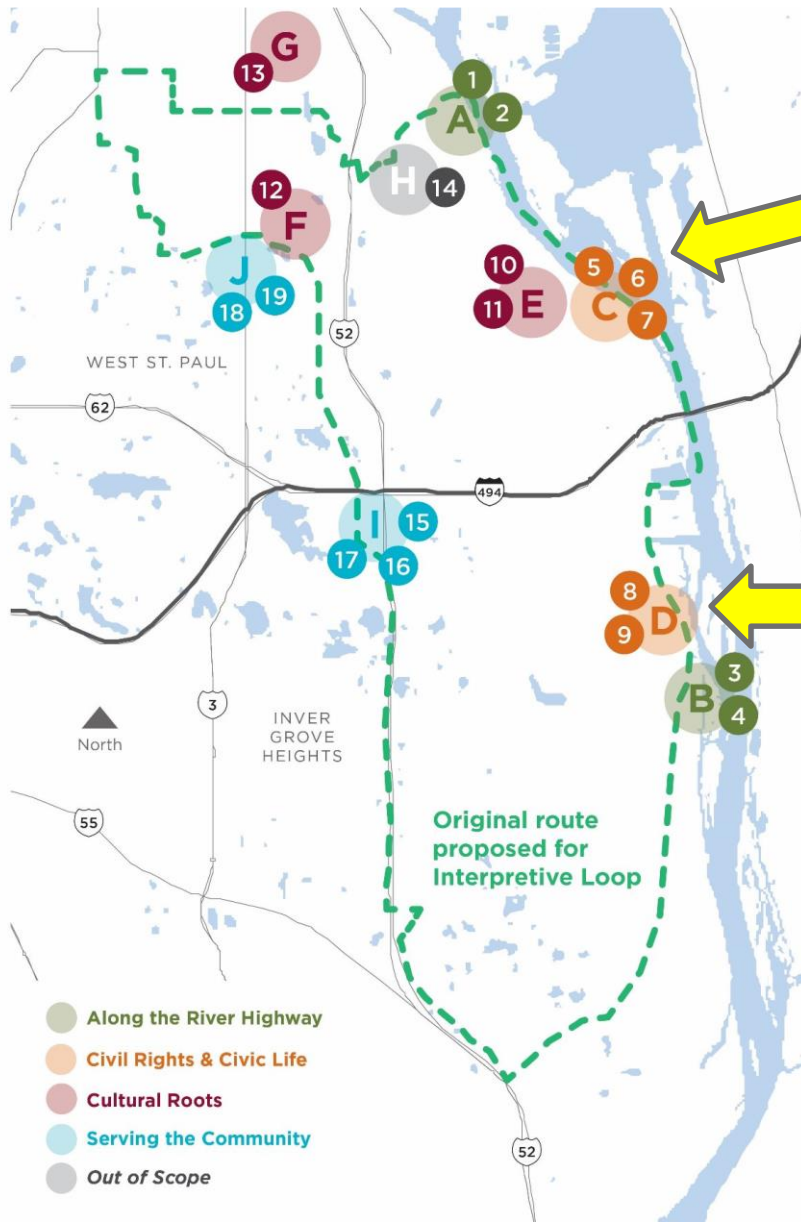 G
13
1
A
2
H
14
12
F
10
5
6
11
E
C
7
J
19
18
52
WEST ST. PAUL
62
494
I
15
17
16
8
D
9
3
B
4
3
North
INVER
GROVE
HEIGHTS
55
Original route
proposed for
Interpretive Loop
Along the River Highway
Civil Rights & Civic Life
Cultural Roots
Serving the Community
Out of Scope
52